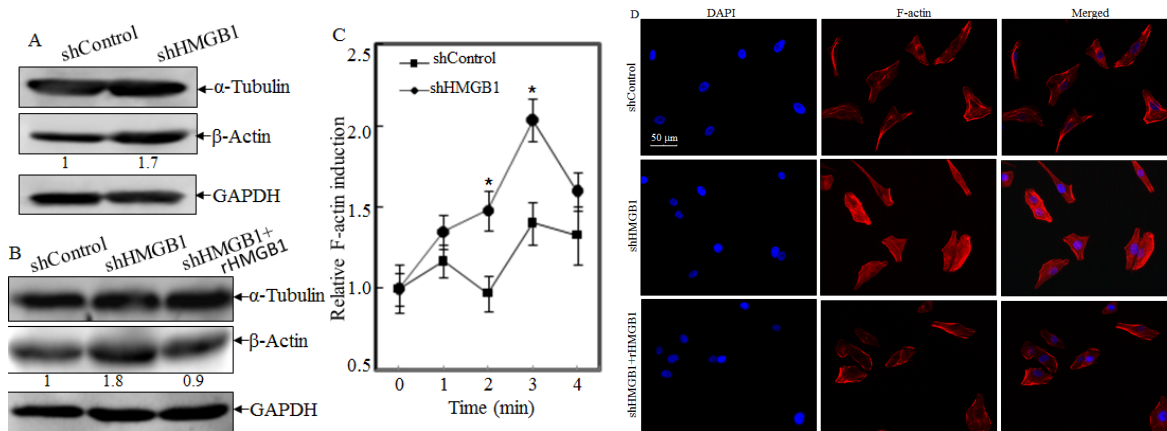 A
shControl
shHMGB1
α-Tubulin
β-Actin
1
1.7
GAPDH
B
shControl
shHMGB1
shHMGB1+
rHMGB1
α-Tubulin
β-Actin
1
1.8
0.9
GAPDH
C
Relative F-actin induction
2.5
2.0
1.5
1.0
0.5
shControl
shHMGB1
*
*
0 1 2 3 4
Time (min)
D
DAPI
F-actin
Merged
shControl
50 μm
shHMGB1
shHMGB1+rHMGB1